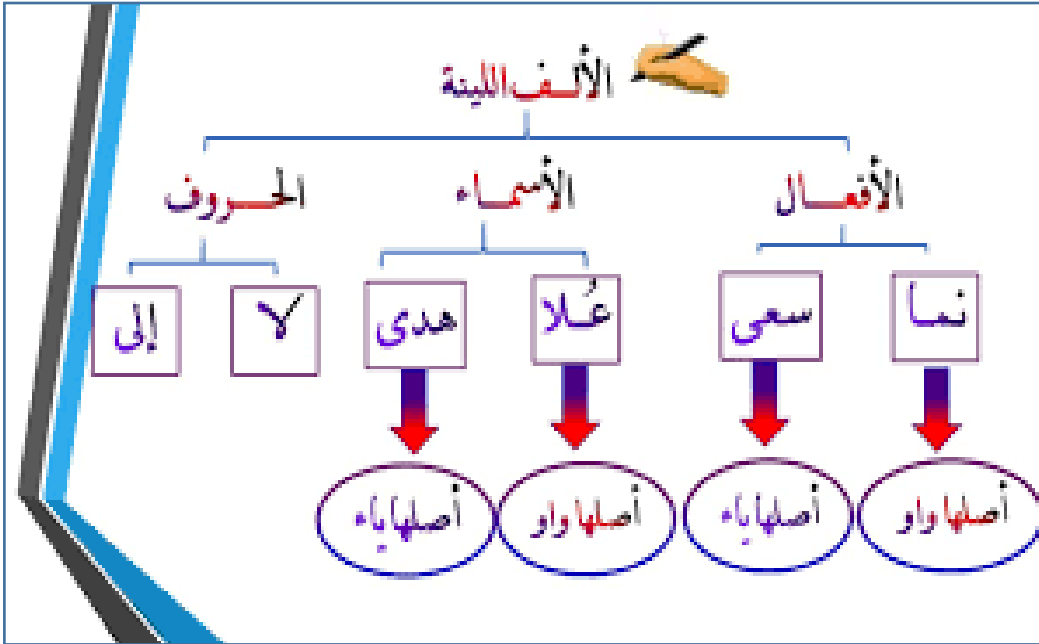 الألف اللينة
الأفعال الأسماء الحروف
نما سعى عُلا هدى لا إلى
أصلها واو أصلها ياء أصلها واو أصلها ياء